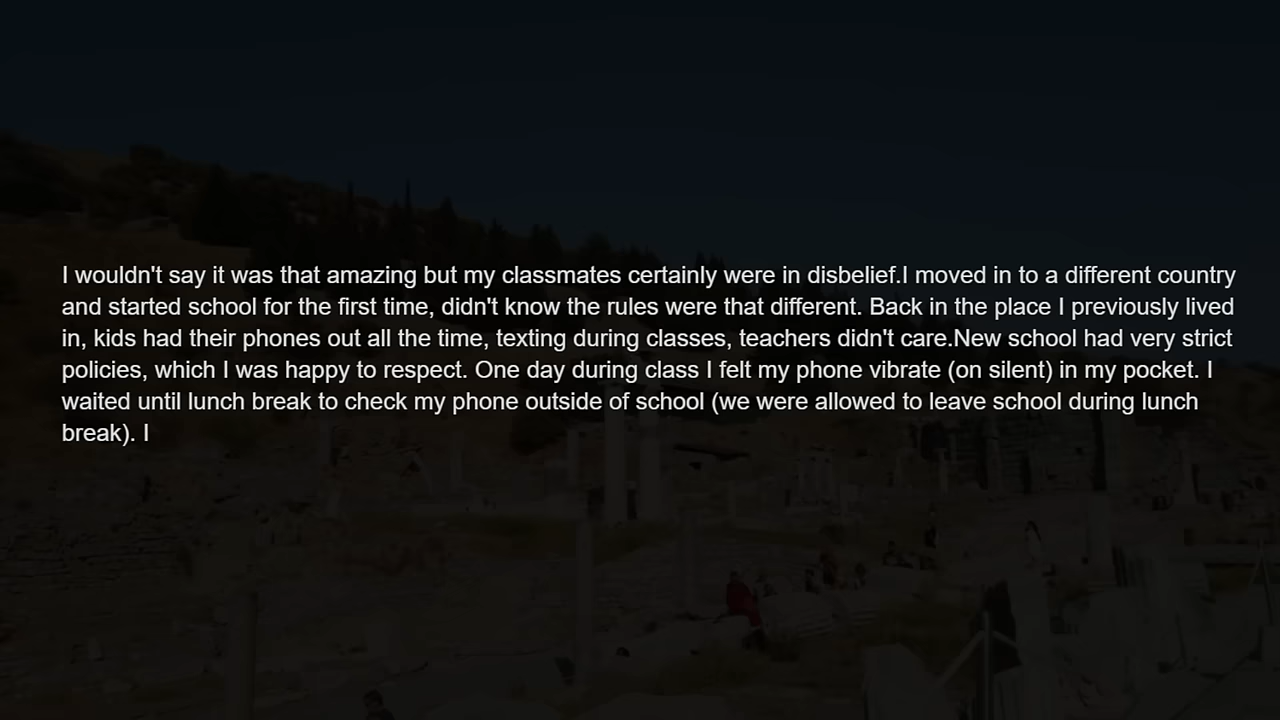 I wouldn't say it was that amazing but my classmates certainly were in disbelief.I moved in to a different country
and started school for the first time, didn't know the rules were that different. Back in the place I previously lived
in, kids had their phones out all the time, texting during classes, teachers didn't care.New school had very strict
policies, which I was happy to respect. One day during class I felt my phone vibrate (on silent) in my pocket. I
waited until lunch break to check my phone outside of school (we were allowed to leave school during lunch
break). I